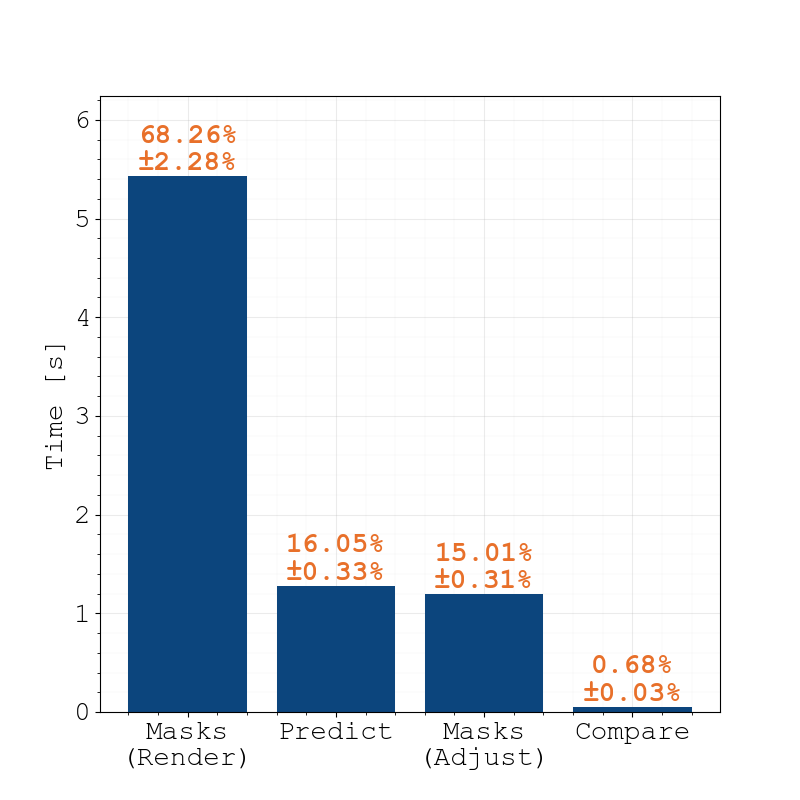 6
5
4
3
2
1
0
Time [s]
68.26%
±2.28%
16.05%
±0.33%
15.01%
±0.31%
0.68%
±0.03%
Masks
(Render)
Predict
Masks
(Adjust)
Compare